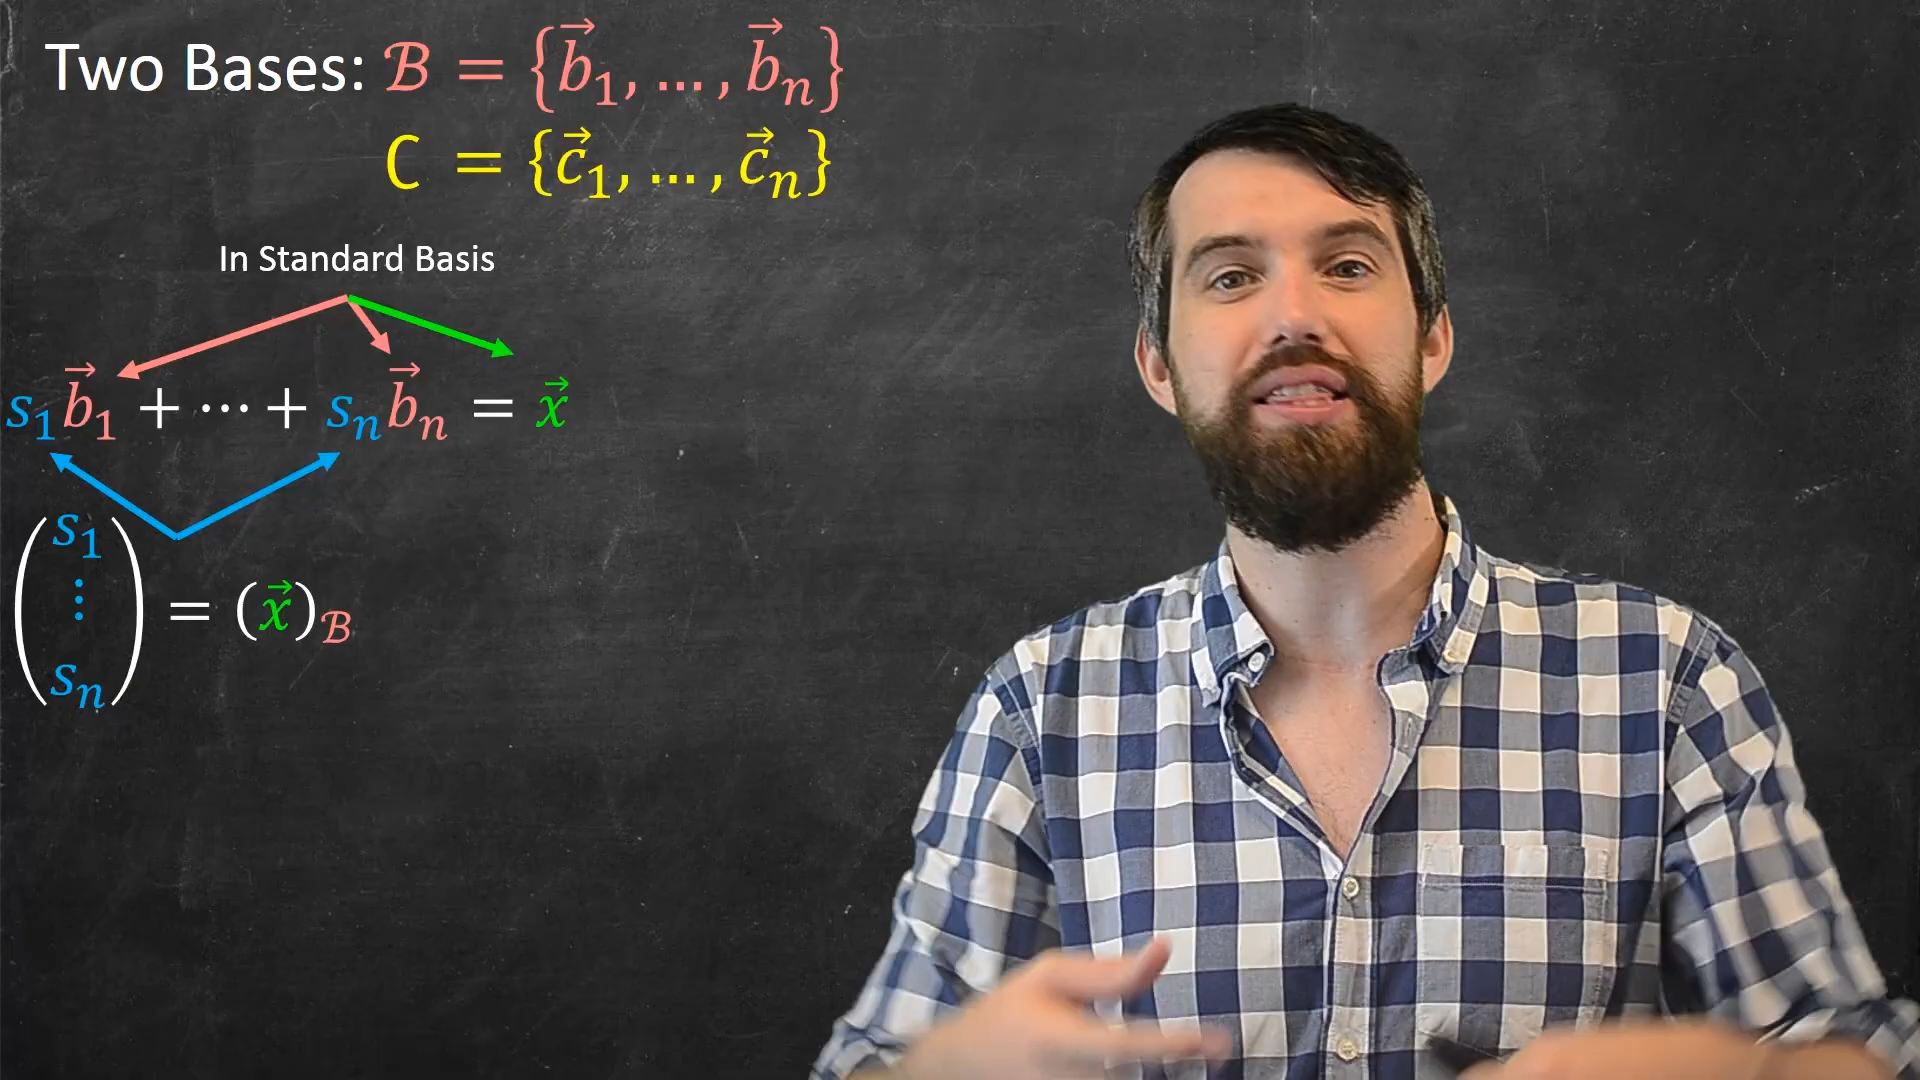 Two Bases: ℬ = {b⃗₁, … , b⃗ₙ}
C = {c⃗₁, … , c⃗ₙ}
In Standard Basis
s₁b⃗₁ + ⋯ + sₙb⃗ₙ = x⃗
(s₁ ⋮ sₙ) = (x⃗)ℬ